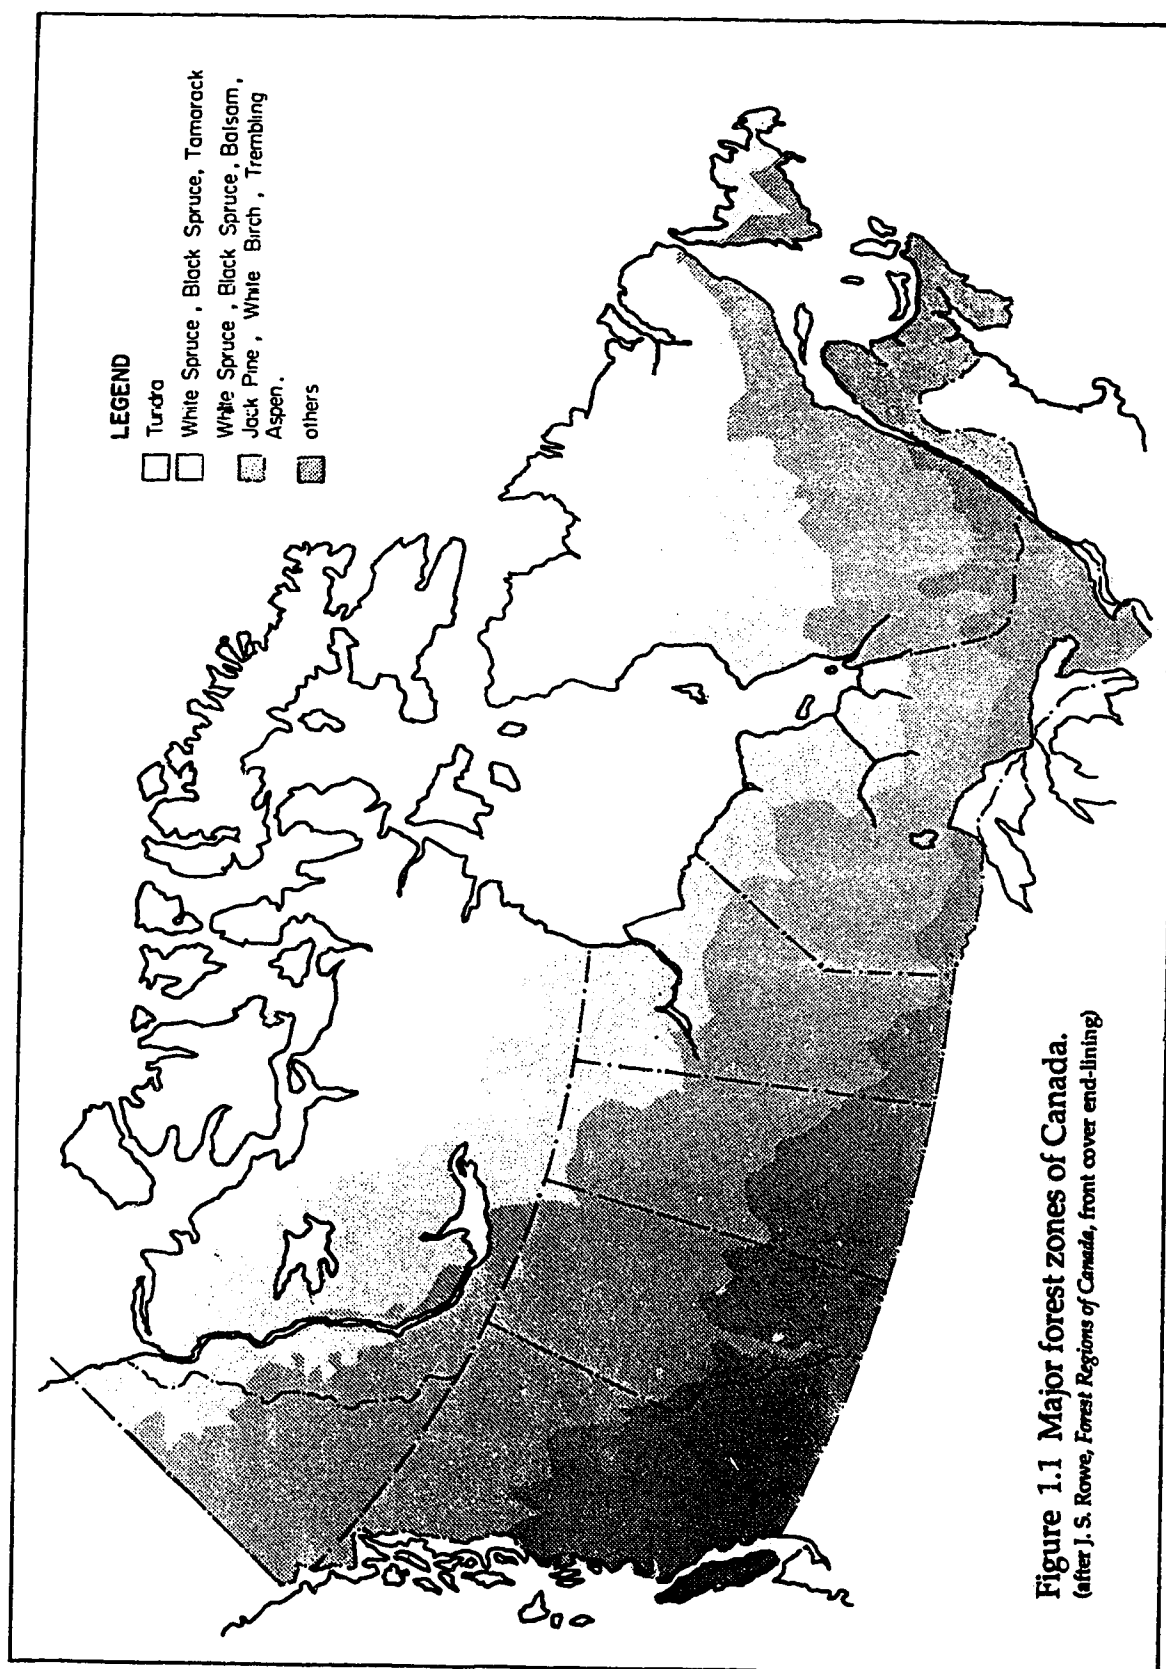 LEGEND
Tundra
White Spruce , Black Spruce, Tamarack
White Spruce , Black Spruce, Balsam ,
Jack Pine , White Birch , Trembling
Aspen.
others
Figure 1.1 Major forest zones of Canada.
(after J. S. Rowe, Forest Regions of Canada, front cover end-lining)